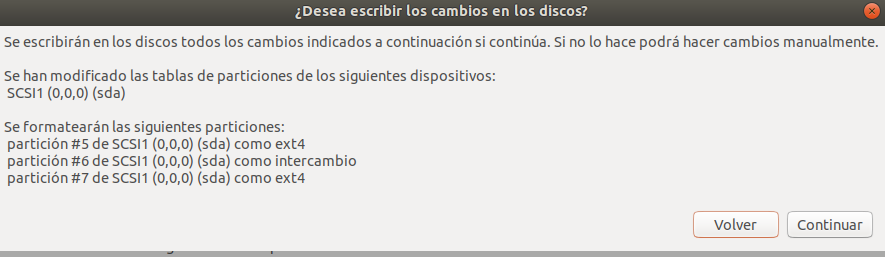 ¿Desea escribir los cambios en los discos?
Se escribirán en los discos todos los cambios indicados a continuación si continúa. Si no lo hace podrá hacer cambios manualmente.
Se han modificado las tablas de particiones de los siguientes dispositivos:
SCSI1 (0,0,0) (sda)
Se formatearán las siguientes particiones:
partición #5 de SCSI1 (0,0,0) (sda) como ext4
partición #6 de SCSI1 (0,0,0) (sda) como intercambio
partición #7 de SCSI1 (0,0,0) (sda) como ext4
Volver
Continuar